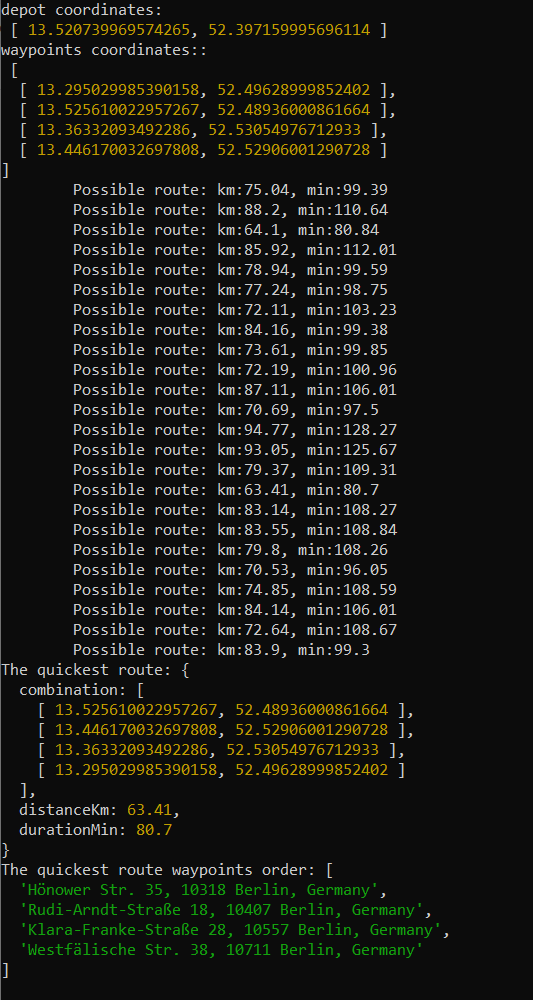 depot coordinates:
[ 13.520739969574265, 52.397159995696114 ]
waypoints coordinates::
[
[ 13.295029985390158, 52.49628999852402 ],
[ 13.525610022957267, 52.48936000861664 ],
[ 13.36332093492286, 52.53054976712933 ],
[ 13.446170032697808, 52.52906001290728 ]
]
Possible route: km:75.04, min:99.39
Possible route: km:88.2, min:110.64
Possible route: km:64.1, min:80.84
Possible route: km:85.92, min:112.01
Possible route: km:78.94, min:99.59
Possible route: km:77.24, min:98.75
Possible route: km:72.11, min:103.23
Possible route: km:84.16, min:99.38
Possible route: km:73.61, min:99.85
Possible route: km:72.19, min:100.96
Possible route: km:87.11, min:106.01
Possible route: km:70.69, min:97.5
Possible route: km:94.77, min:128.27
Possible route: km:93.05, min:125.67
Possible route: km:79.37, min:109.31
Possible route: km:63.41, min:80.7
Possible route: km:83.14, min:108.27
Possible route: km:83.55, min:108.84
Possible route: km:79.8, min:108.26
Possible route: km:70.53, min:96.05
Possible route: km:74.85, min:108.59
Possible route: km:84.14, min:106.01
Possible route: km:72.64, min:108.67
Possible route: km:83.9, min:99.3
The quickest route: {
combination: [
[ 13.525610022957267, 52.48936000861664 ],
[ 13.446170032697808, 52.52906001290728 ],
[ 13.36332093492286, 52.53054976712933 ],
[ 13.295029985390158, 52.49628999852402 ]
],
distanceKm: 63.41,
durationMin: 80.7
}
The quickest route waypoints order: [
'Hönower Str. 35, 10318 Berlin, Germany',
'Rudi-Arndt-Straße 18, 10407 Berlin, Germany',
'Klara-Franke-Straße 28, 10557 Berlin, Germany',
'Westfälische Str. 38, 10711 Berlin, Germany'
]